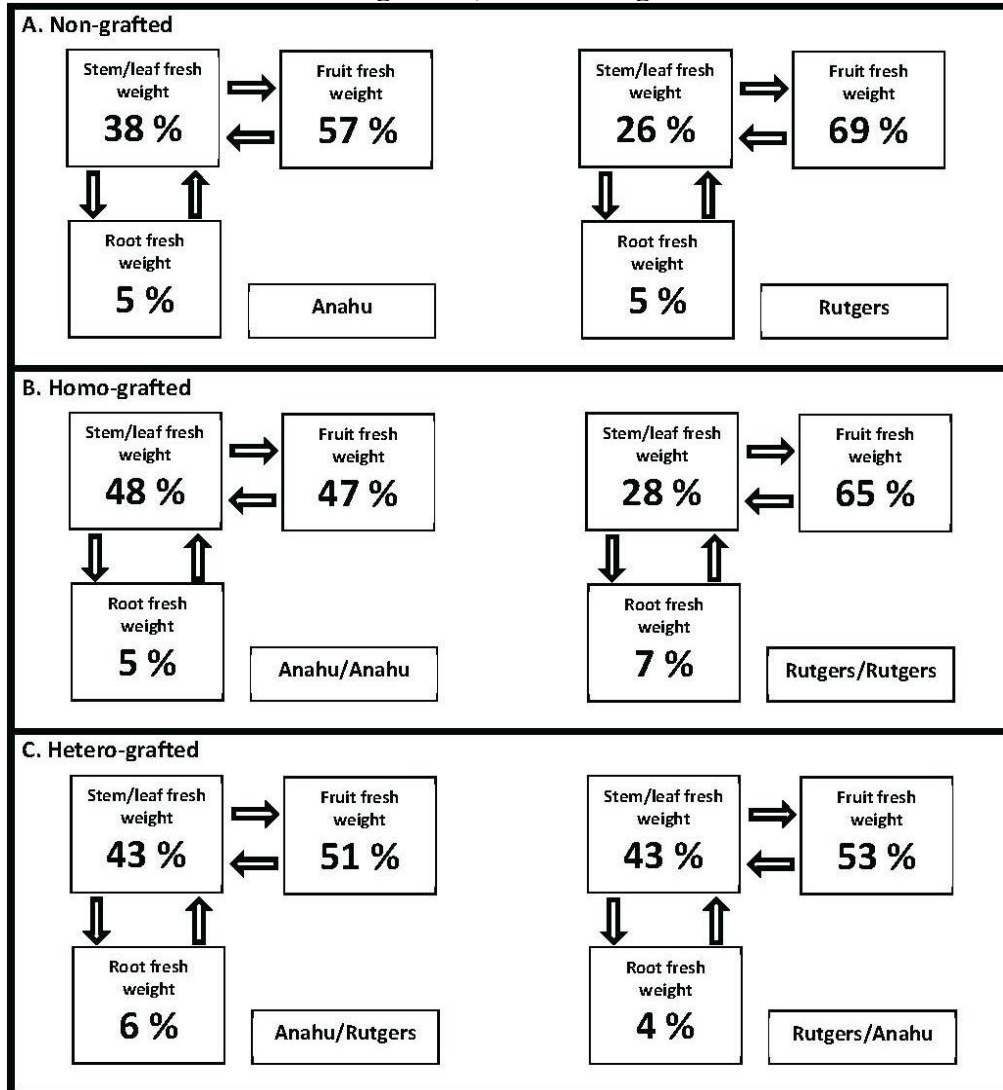 A. Non-grafted
Stem/leaf fresh
weight
38 %
Fruit fresh
weight
57 %
Root fresh
weight
5 %
Anahu
Stem/leaf fresh
weight
26 %
Fruit fresh
weight
69 %
Root fresh
weight
5 %
Rutgers
B. Homo-grafted
Stem/leaf fresh
weight
48 %
Fruit fresh
weight
47 %
Root fresh
weight
5 %
Anahu/Anahu
Stem/leaf fresh
weight
28 %
Fruit fresh
weight
65 %
Root fresh
weight
7 %
Rutgers/Rutgers
C. Hetero-grafted
Stem/leaf fresh
weight
43 %
Fruit fresh
weight
51 %
Root fresh
weight
6 %
Anahu/Rutgers
Stem/leaf fresh
weight
43 %
Fruit fresh
weight
53 %
Root fresh
weight
4 %
Rutgers/Anahu